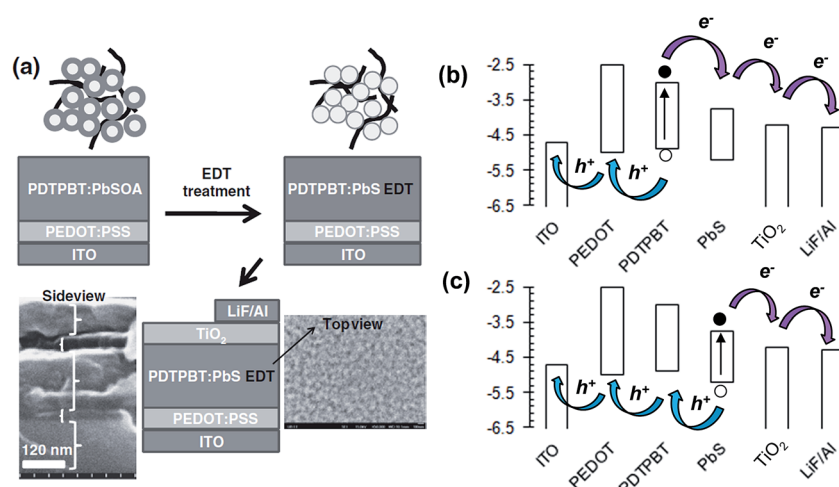 (a)
PDTPBT:PbSOA
PEDOT:PSS
ITO
EDT
treatment
PDTPBT:PbS EDT
PEDOT:PSS
ITO
Sideview
120 nm
LiF/Al
TiO2
PDTPBT:PbS EDT
PEDOT:PSS
ITO
Topview
(b)
e-
e-
e-
-2.5
-3.5
-4.5
-5.5
-6.5
h+
h+
ITO
PEDOT
PDTPBT
PbS
TiO2
LiF/Al
(c)
e-
e-
-2.5
-3.5
-4.5
-5.5
-6.5
h+
h+
h+
ITO
PEDOT
PDTPBT
PbS
TiO2
LiF/Al